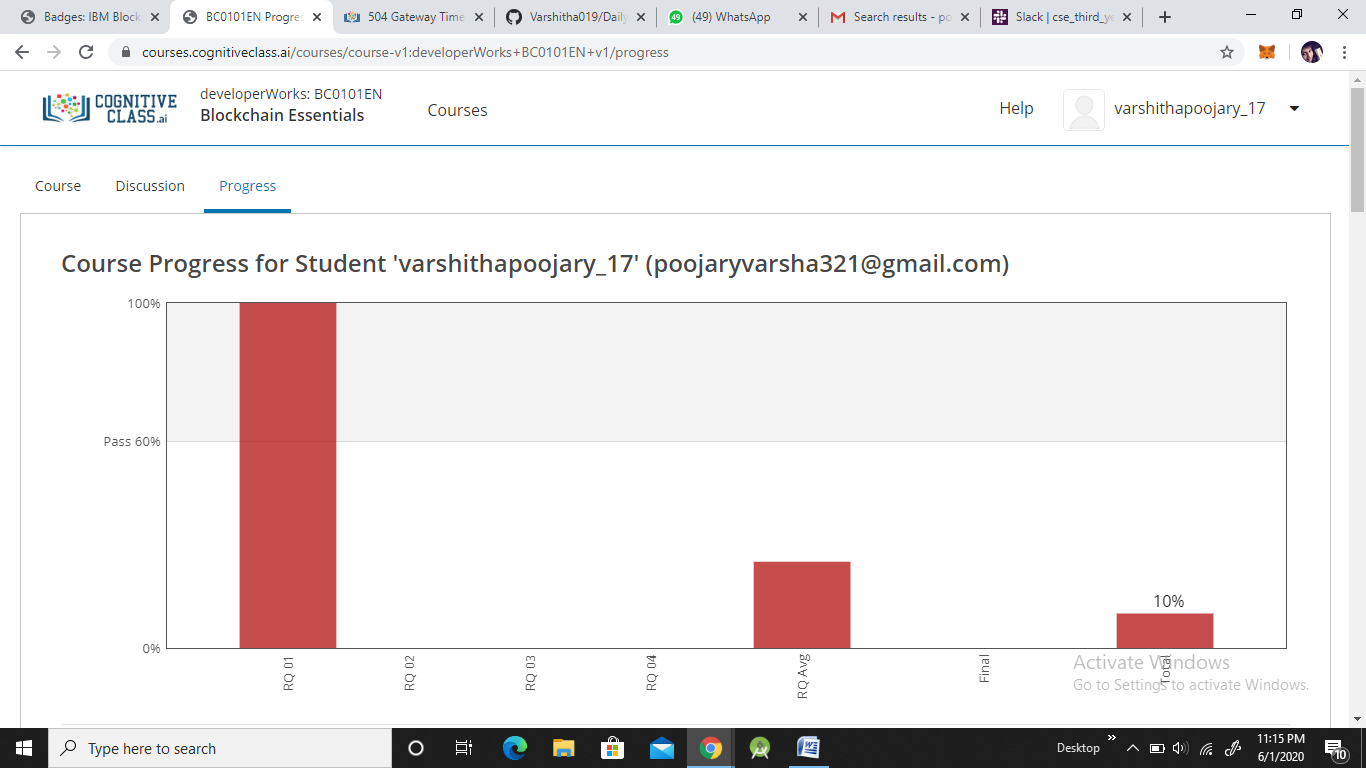 Badges: IBM Block
BC0101EN Progres
504 Gateway Time
Varshitha019/Daily
(49) WhatsApp
Search results - po
Slack | cse_third_ye
courses.cognitiveclass.ai/courses/course-v1:developerWorks+BC0101EN+v1/progress
COGNITIVE
CLASS.ai
developerWorks: BC0101EN
Blockchain Essentials
Courses
Help
varshithapoojary_17
Course
Discussion
Progress
Course Progress for Student 'varshithapoojary_17' (poojaryvarsha321@gmail.com)
100%
Pass 60%
0%
10%
RQ 01
RQ 02
RQ 03
RQ 04
RQ Avg
Final
Total
Activate Windows
Go to Settings to activate Windows.
Type here to search
Desktop
11:15 PM
6/1/2020
10